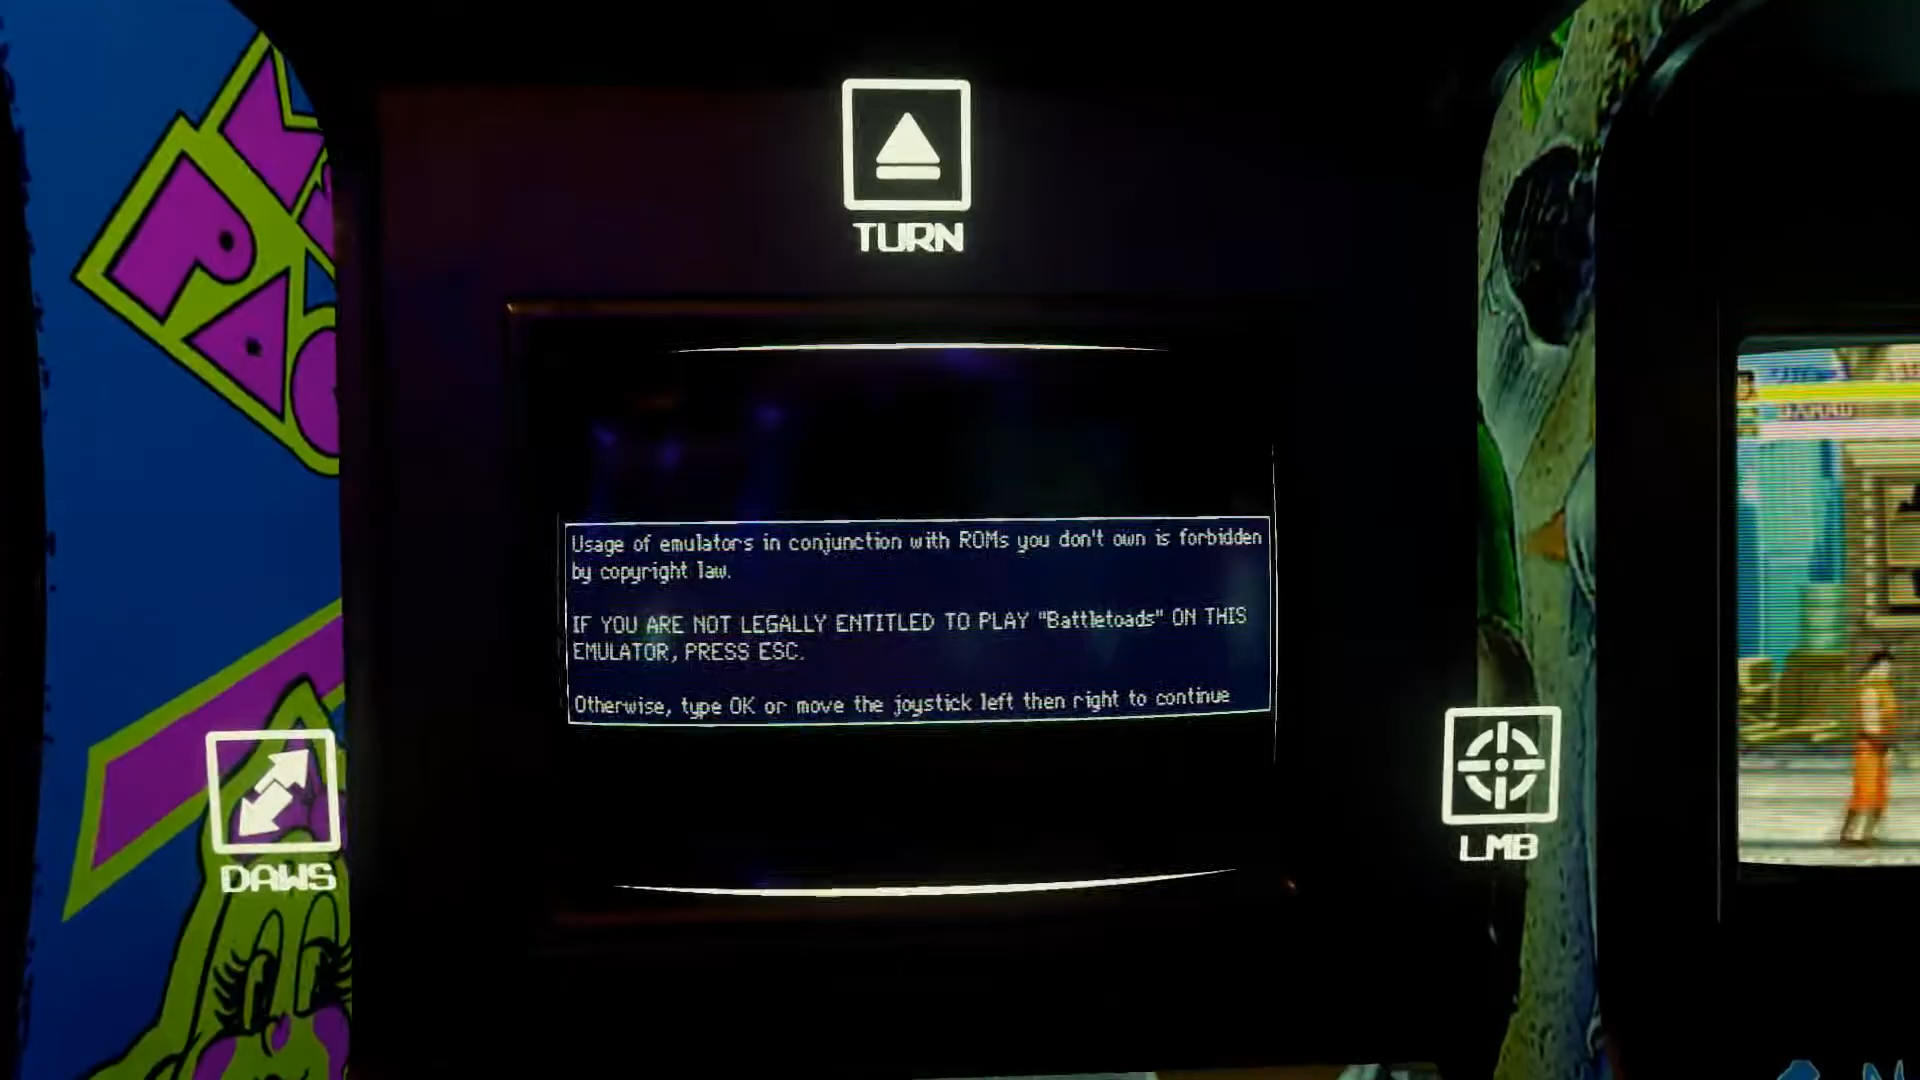 TURN
PAC
Usage of emulators in conjunction with ROMs you don't own is forbidden
by copyright law.
IF YOU ARE NOT LEGALLY ENTITLED TO PLAY "Battletoads" ON THIS
EMULATOR, PRESS ESC.
Otherwise, type OK or move the joystick left then right to continue
DAWS
LMB